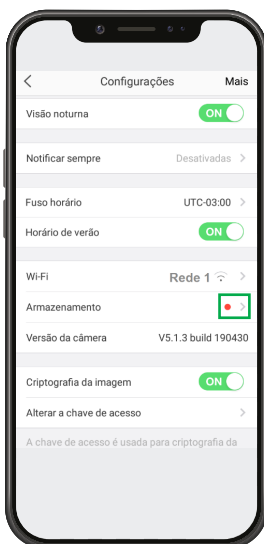 Configurações Mais
Visão noturna ON
Notificar sempre Desativadas
Fuso horário UTC-03:00
Horário de verão ON
Wi-Fi Rede 1
Armazenamento
Versão da câmera V5.1.3 build 190430
Criptografia da imagem ON
Alterar a chave de acesso
A chave de acesso é usada para criptografia da